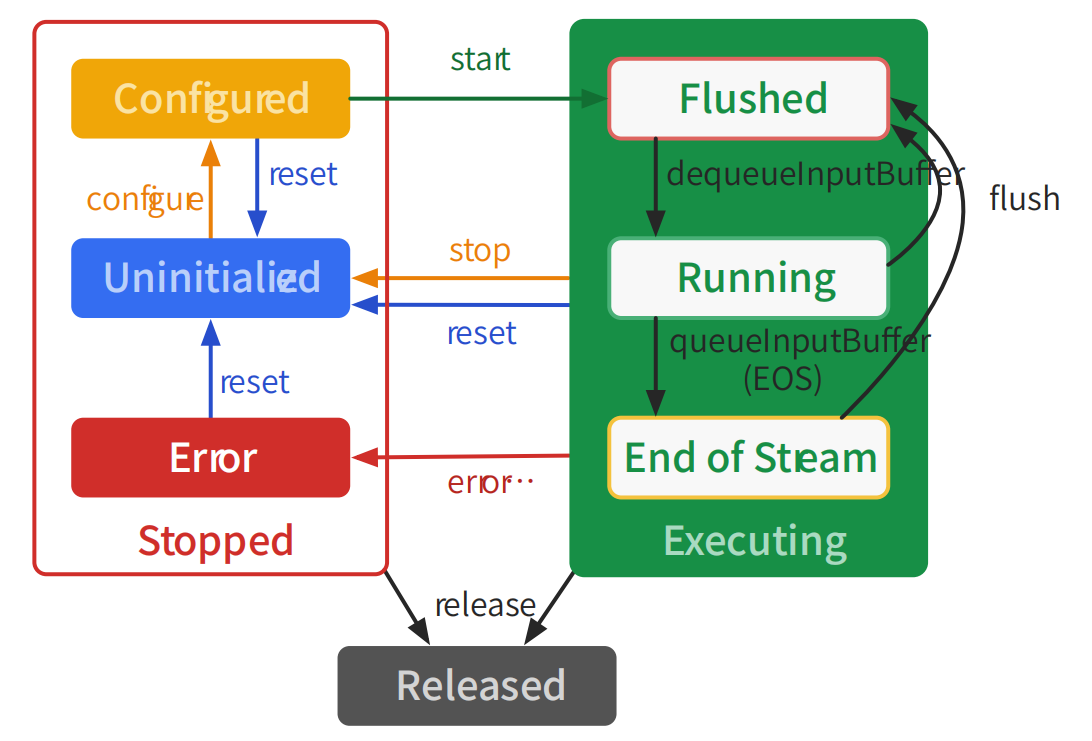 start
Configured
Flushed
configure
reset
dequeueInputBuffer
flush
Uninitialized
stop
Running
reset
queueInputBuffer
(EOS)
reset
Error
error…
End of Stream
Stopped
Executing
release
Released